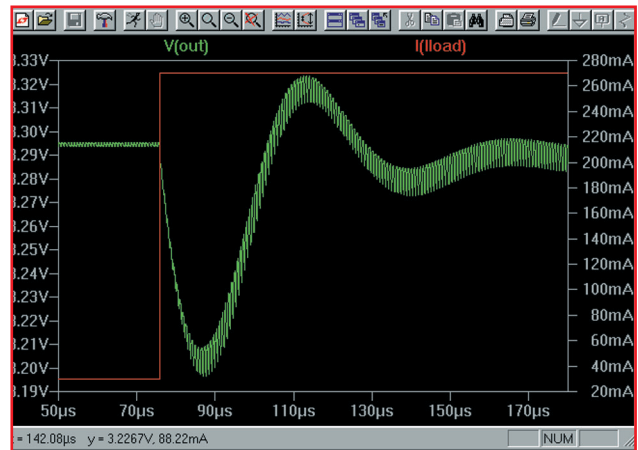 V(out) I(Iload)
3.33V 280mA
3.32V 260mA
3.31V 240mA
3.30V 220mA
3.29V 200mA
3.28V 180mA
3.27V 160mA
3.26V 140mA
3.25V 120mA
3.24V 100mA
3.23V 80mA
3.22V 60mA
3.21V 40mA
3.20V 20mA
3.19V
50µs 70µs 90µs 110µs 130µs 150µs 170µs
= 142.08µs y = 3.2267V, 88.22mA NUM